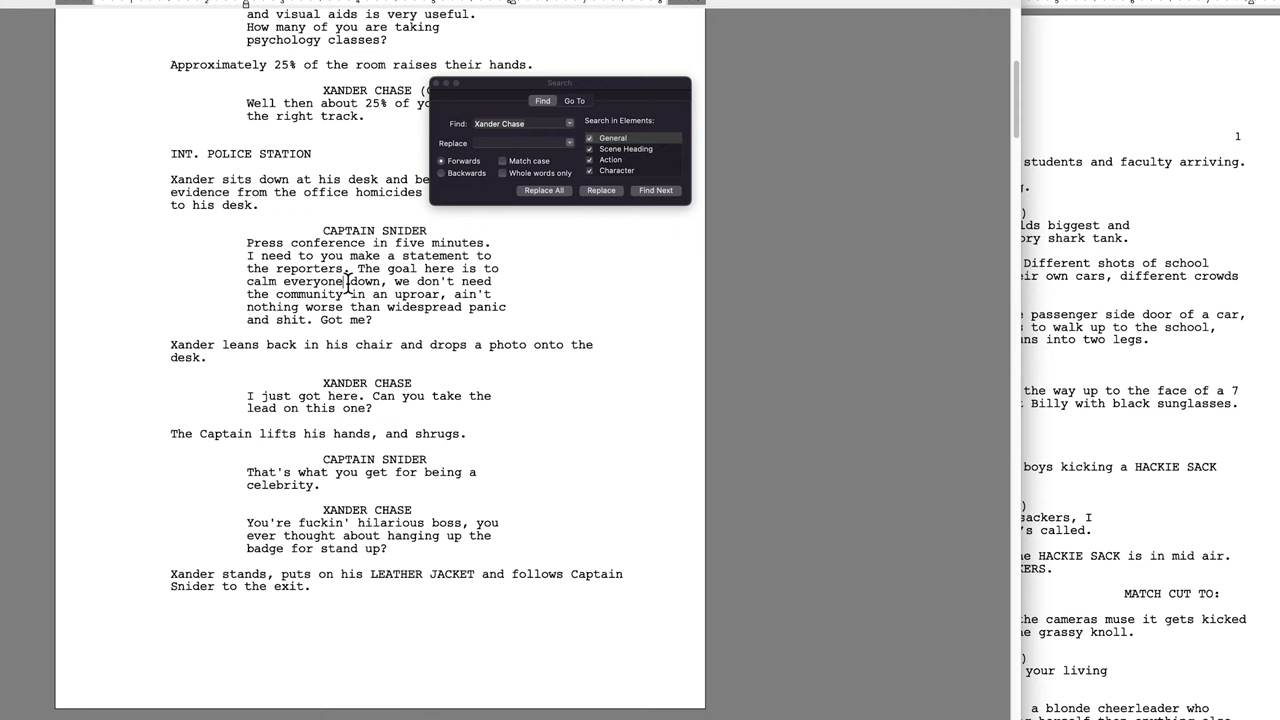 and visual aids is very useful.
How many of you are taking
psychology classes?
Approximately 25% of the room raises their hands.
XANDER CHASE (
Well then about 25% of yo
the right track.
INT. POLICE STATION
Xander sits down at his desk and be
evidence from the office homicides
to his desk.
CAPTAIN SNIDER
Press conference in five minutes.
I need to you make a statement to
the reporters. The goal here is to
calm everyone down, we don't need
the community in an uproar, ain't
nothing worse than widespread panic
and shit. Got me?
Xander leans back in his chair and drops a photo onto the
desk.
XANDER CHASE
I just got here. Can you take the
lead on this one?
The Captain lifts his hands, and shrugs.
CAPTAIN SNIDER
That's what you get for being a
celebrity.
XANDER CHASE
You're fuckin' hilarious boss, you
ever thought about hanging up the
badge for stand up?
Xander stands, puts on his LEATHER JACKET and follows Captain
Snider to the exit.
Search
Find Go To
Find: Xander Chase
Replace
Forwards Match case
Backwards Whole words only
Search in Elements:
General
Scene Heading
Action
Character
Replace All Replace Find Next
1
students and faculty arriving.
g.
)
lds biggest and
ory shark tank.
Different shots of school
eir own cars, different crowds
e passenger side door of a car,
s to walk up to the school,
uns into two legs.
the way up to the face of a 7
t Billy with black sunglasses.
boys kicking a HACKIE SACK
)
sackers, I
's called.
he HACKIE SACK is in mid air.
KERS.
MATCH CUT TO:
the cameras muse it gets kicked
he grassy knoll.
)
your living
a blonde cheerleader who